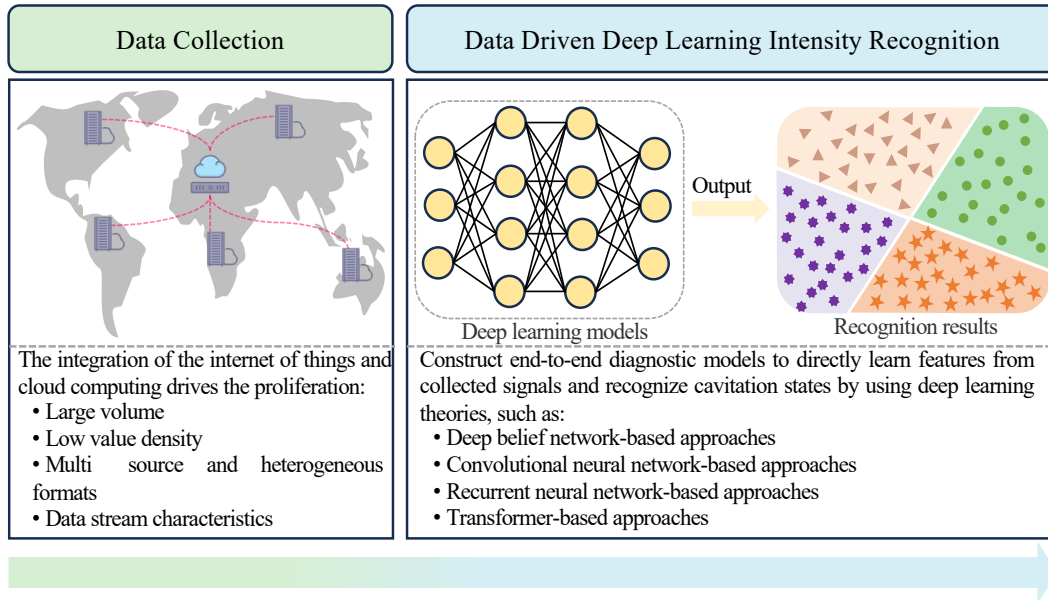 Data Collection
Data Driven Deep Learning Intensity Recognition
Output
Deep learning models
Recognition results
The integration of the internet of things and
cloud computing drives the proliferation:
• Large volume
• Low value density
• Multi source and heterogeneous
formats
• Data stream characteristics
Construct end-to-end diagnostic models to directly learn features from
collected signals and recognize cavitation states by using deep learning
theories, such as:
• Deep belief network-based approaches
• Convolutional neural network-based approaches
• Recurrent neural network-based approaches
• Transformer-based approaches